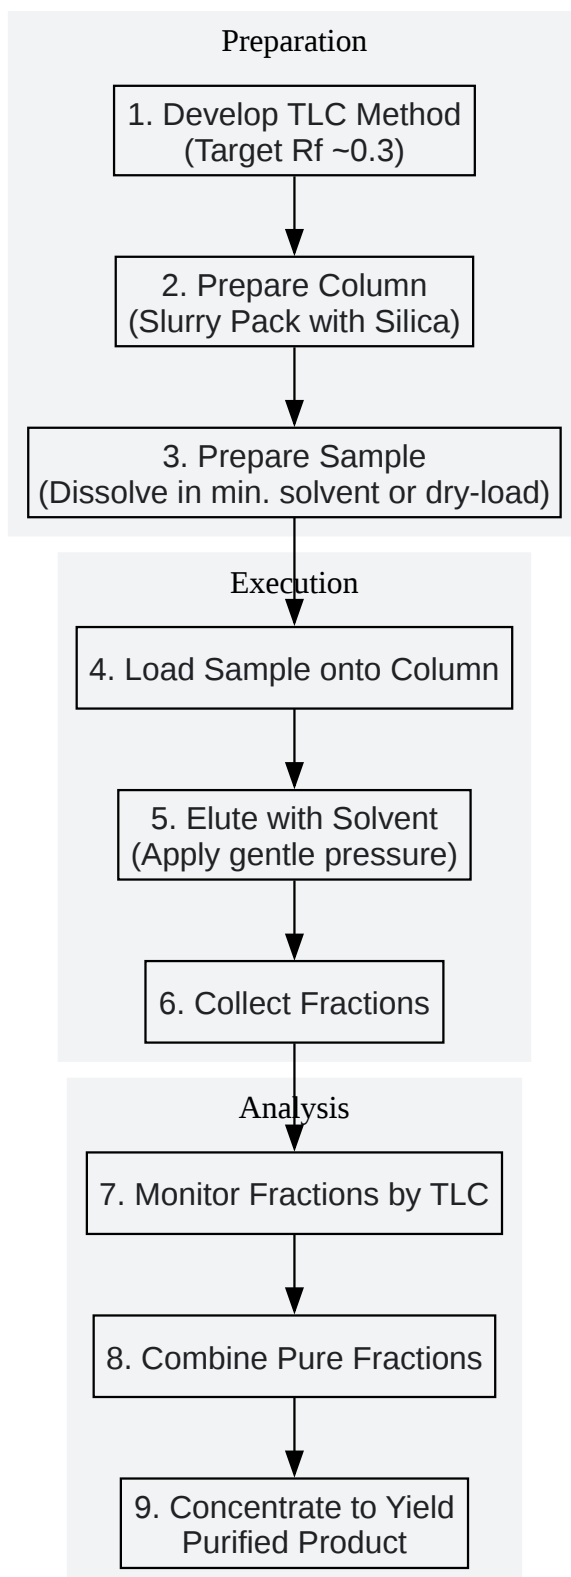 Preparation
1. Develop TLC Method
(Target Rf ~0.3)
2. Prepare Column
(Slurry Pack with Silica)
3. Prepare Sample
(Dissolve in min. solvent or dry-load)
Execution
4. Load Sample onto Column
5. Elute with Solvent
(Apply gentle pressure)
6. Collect Fractions
Analysis
7. Monitor Fractions by TLC
8. Combine Pure Fractions
9. Concentrate to Yield
Purified Product